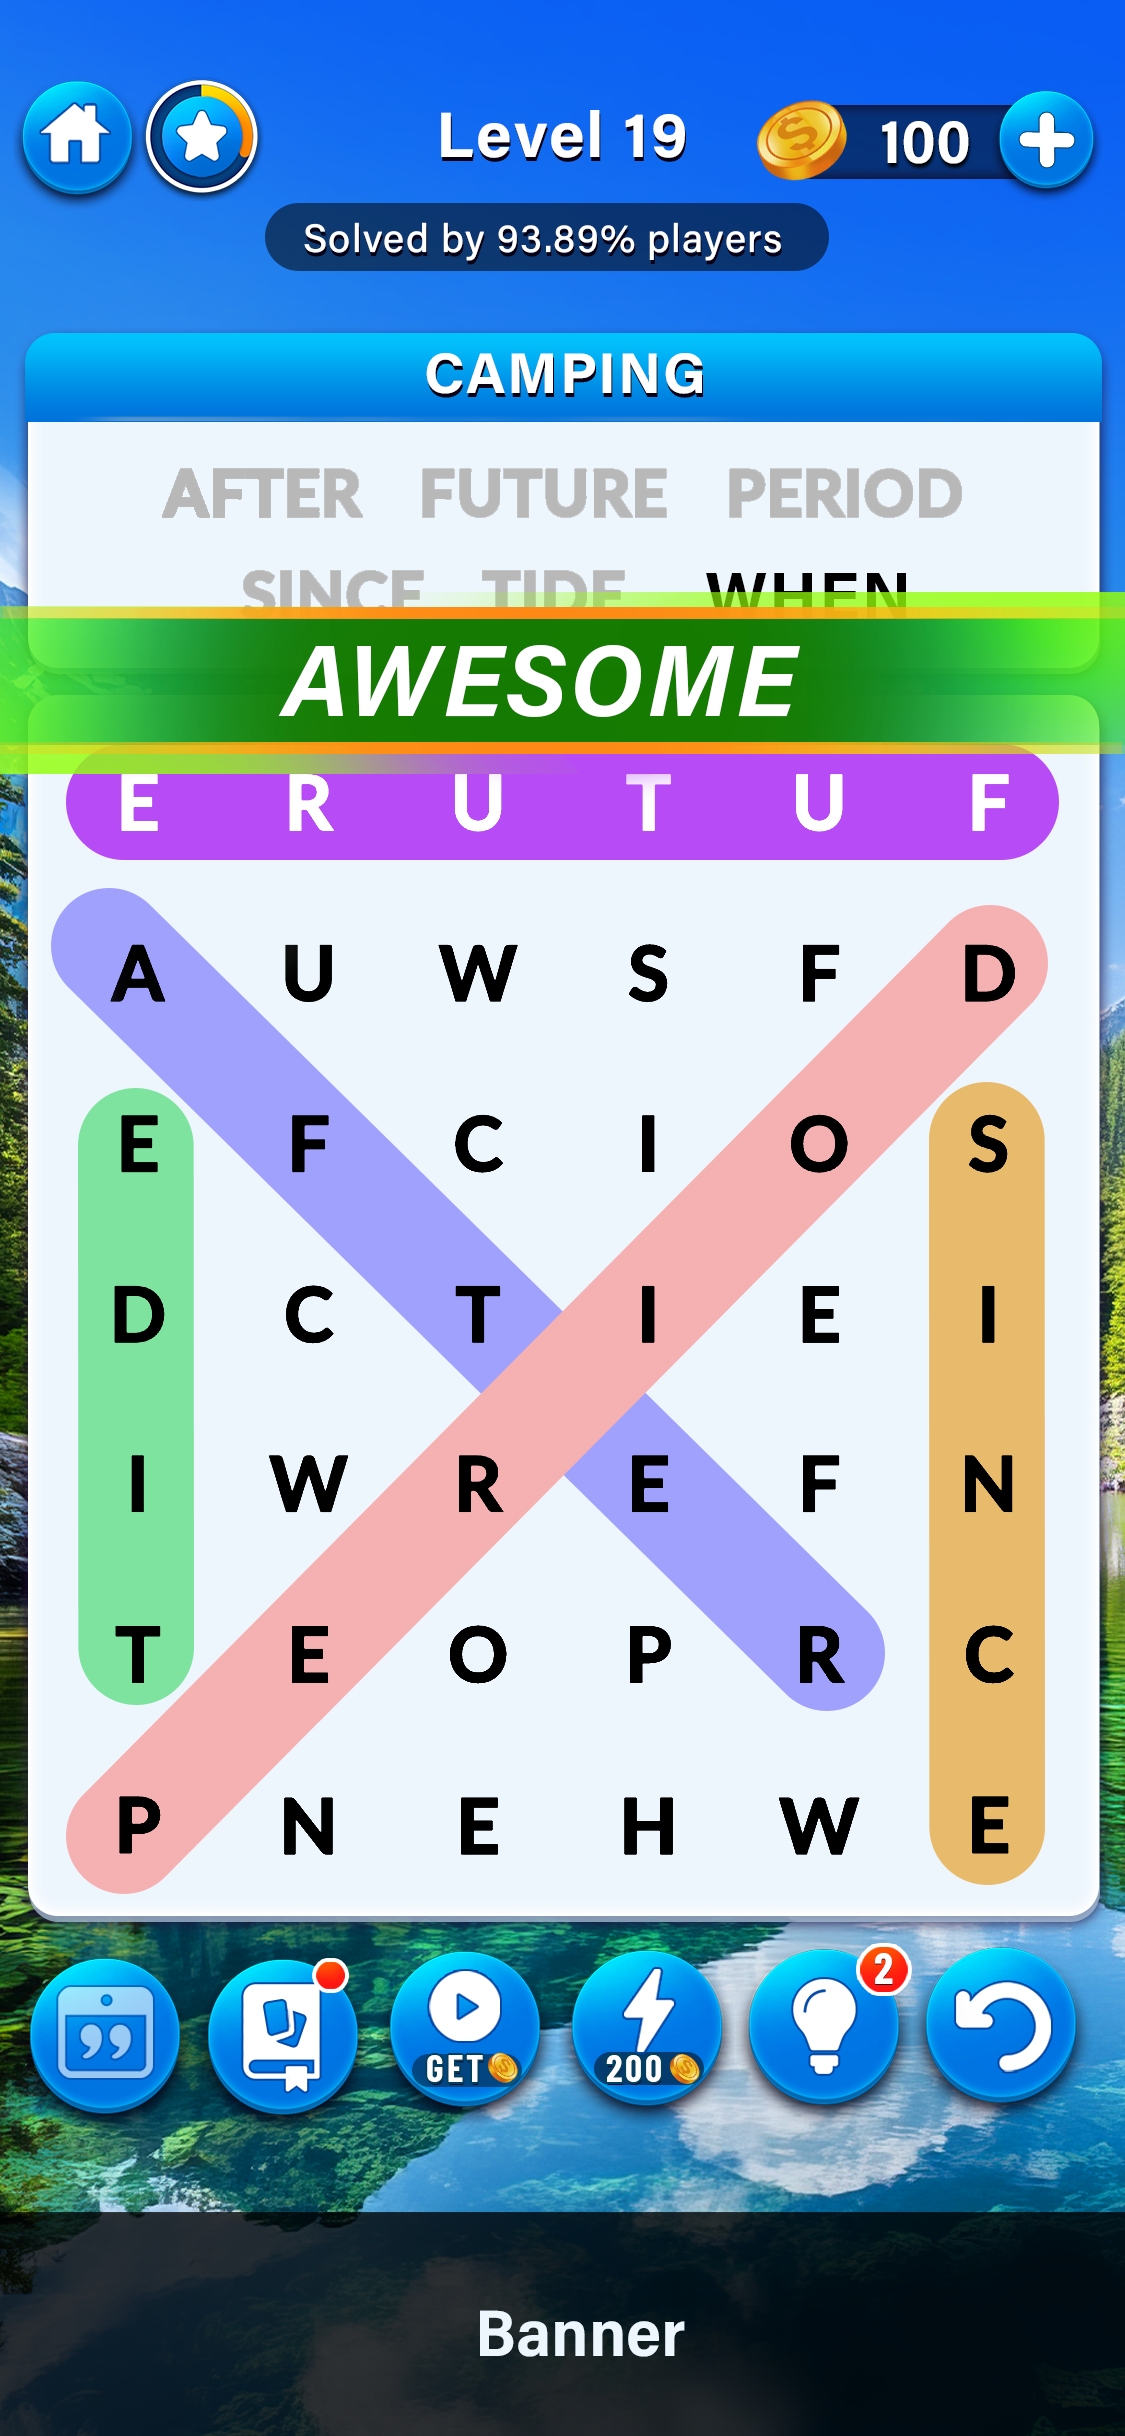 Level 19
100
Solved by 93.89% players
CAMPING
AFTER FUTURE PERIOD
SINCE TIDE WHEN
AWESOME
E R U T U F
A U W S F D
E F C I O S
D C T I E I
I W R E F N
T E O P R C
P N E H W E
2
GET 200
Banner